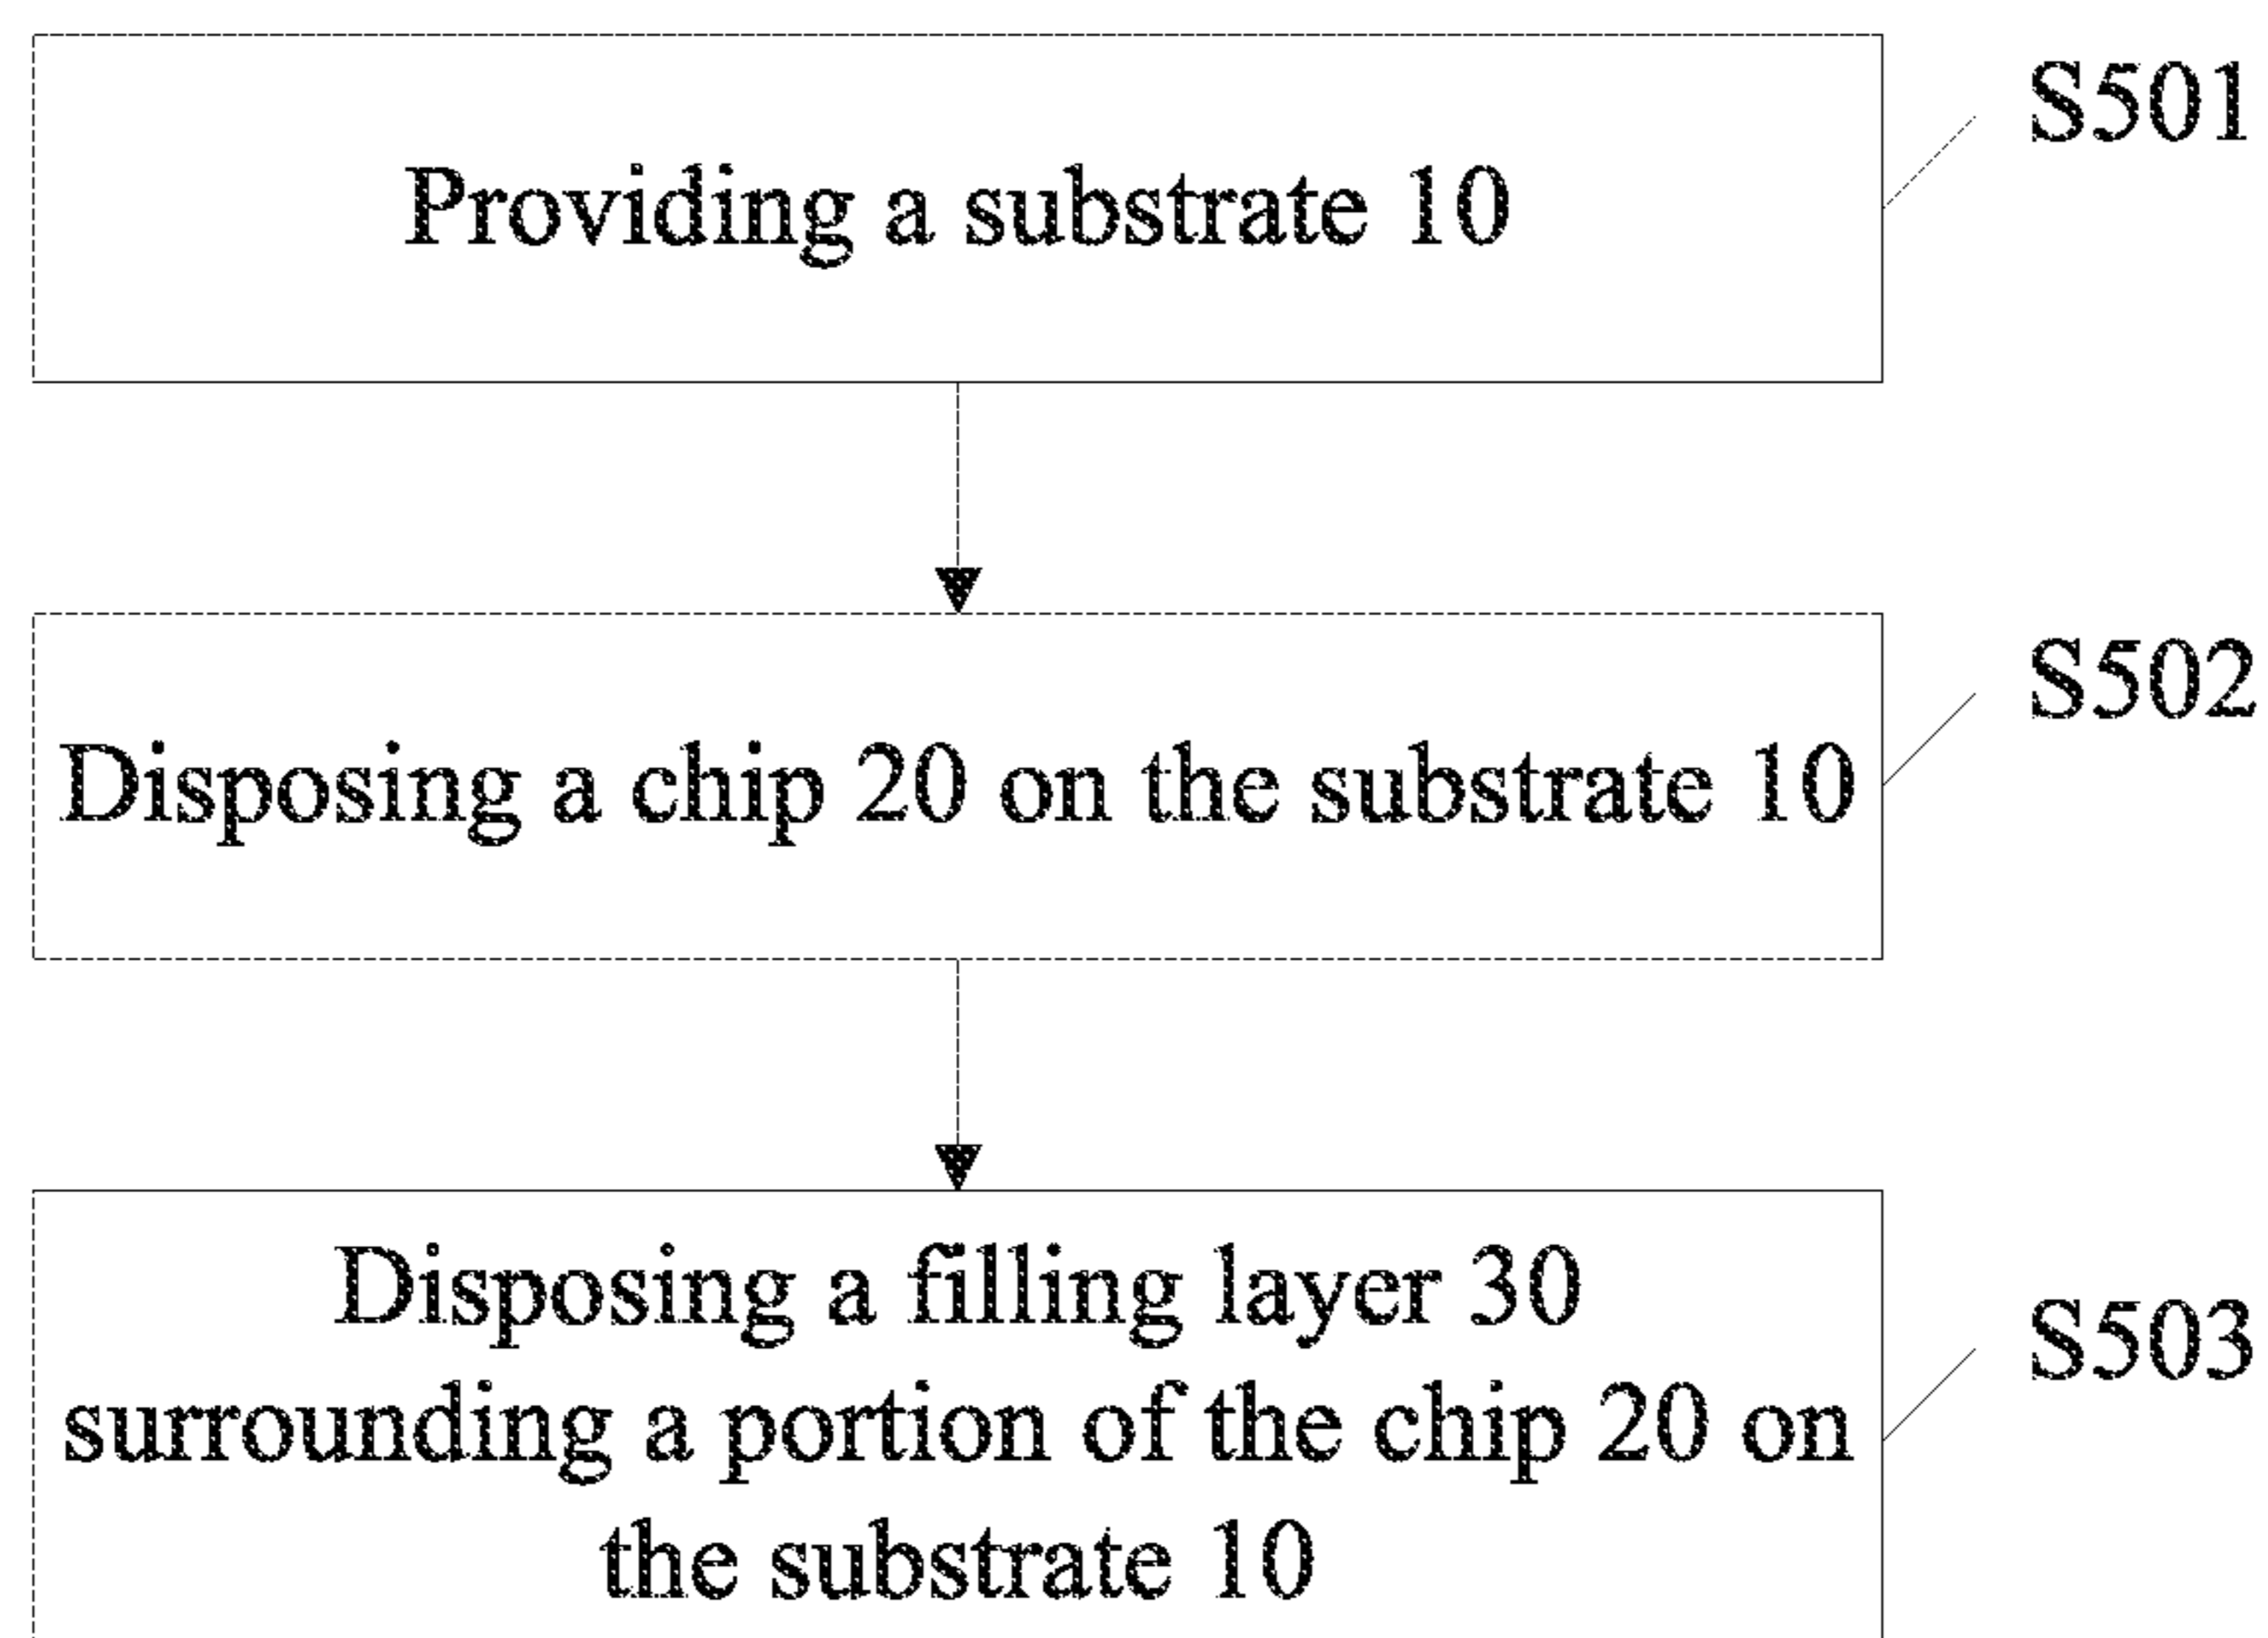 S501
Providing a substrate 10
S502
Disposing a chip 20 on the substrate 10
Disposing a filling layer 30
S503
surrounding a portion of the chip 20 on
the substrate 10